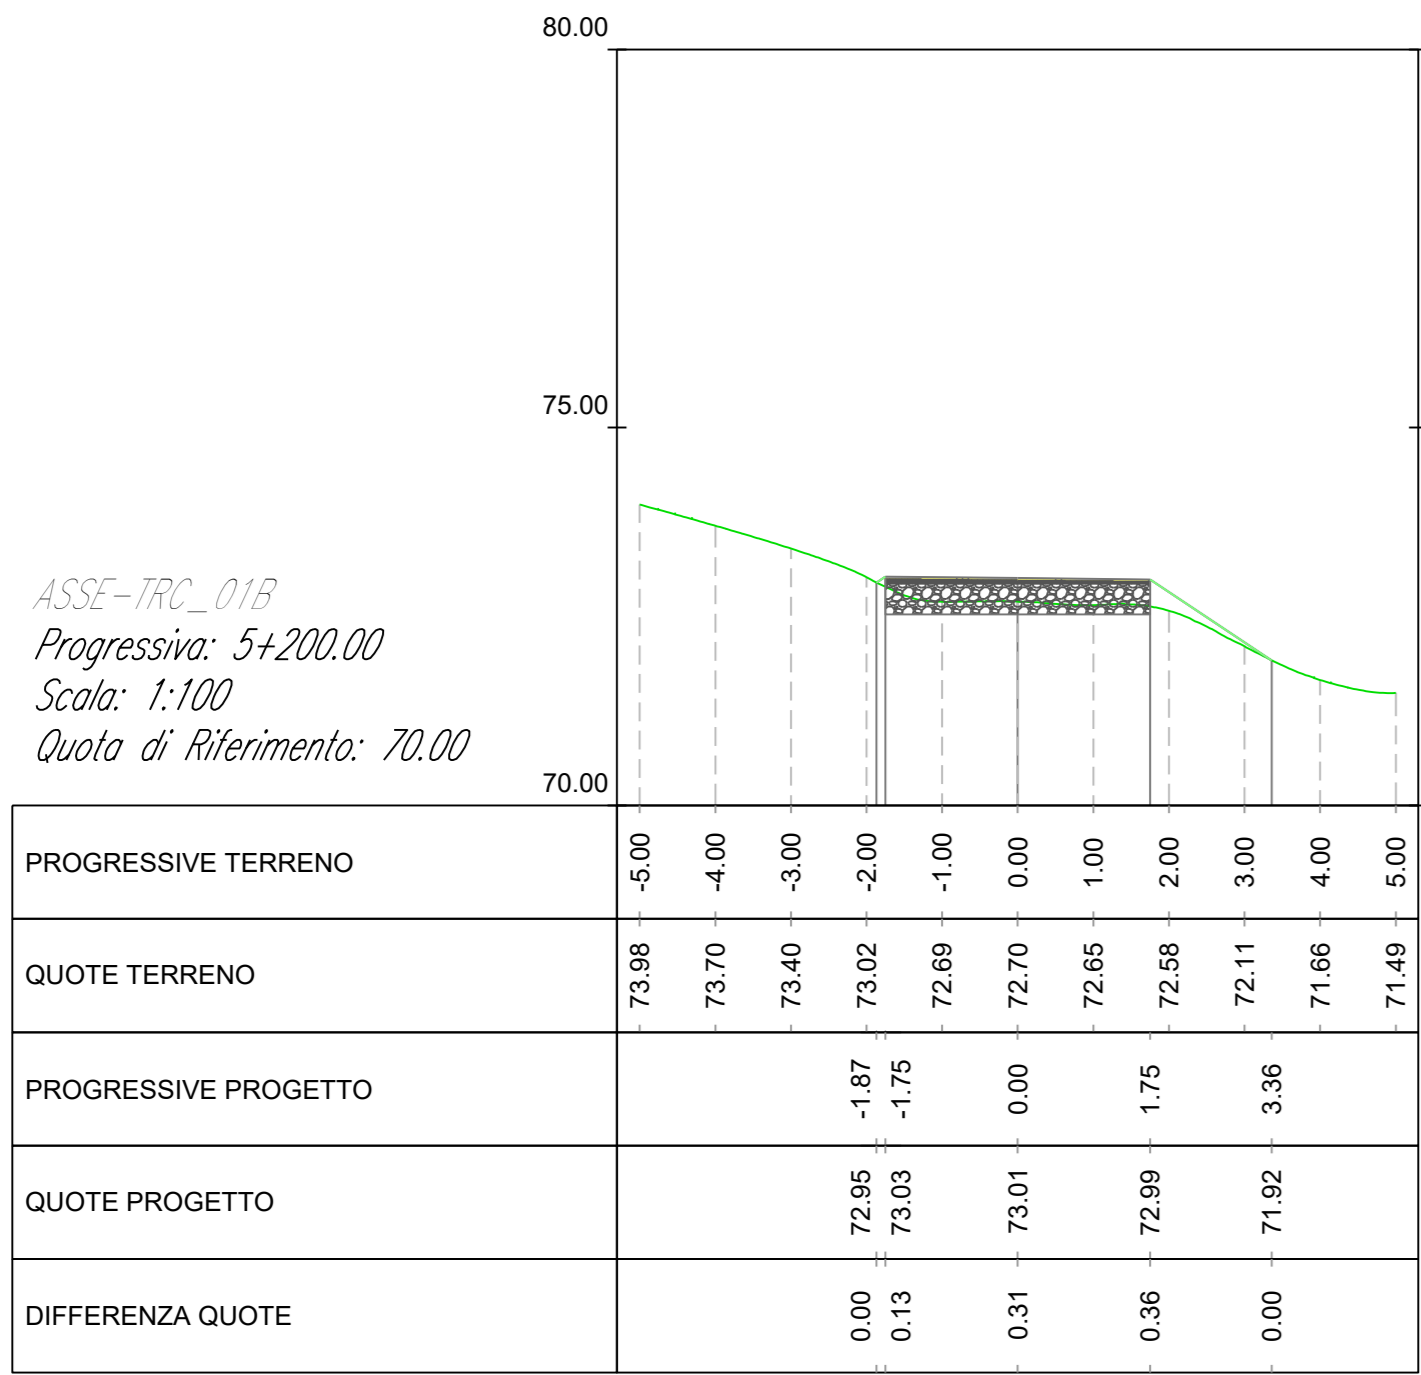 80.00
75.00
ASSE-TRC_01B
Progressiva: 5+200.00
Scala: 1:100
Quota di Riferimento: 70.00
70.00
PROGRESSIVE TERRENO -5.00 -4.00 -3.00 -2.00 -1.00 0.00 1.00 2.00 3.00 4.00 5.00
QUOTE TERRENO 73.98 73.70 73.40 73.02 72.69 72.70 72.65 72.58 72.11 71.66 71.49
PROGRESSIVE PROGETTO -1.87 -1.75 0.00 1.75 3.36
QUOTE PROGETTO 72.95 73.03 73.01 72.99 71.92
DIFFERENZA QUOTE 0.00 0.13 0.31 0.36 0.00